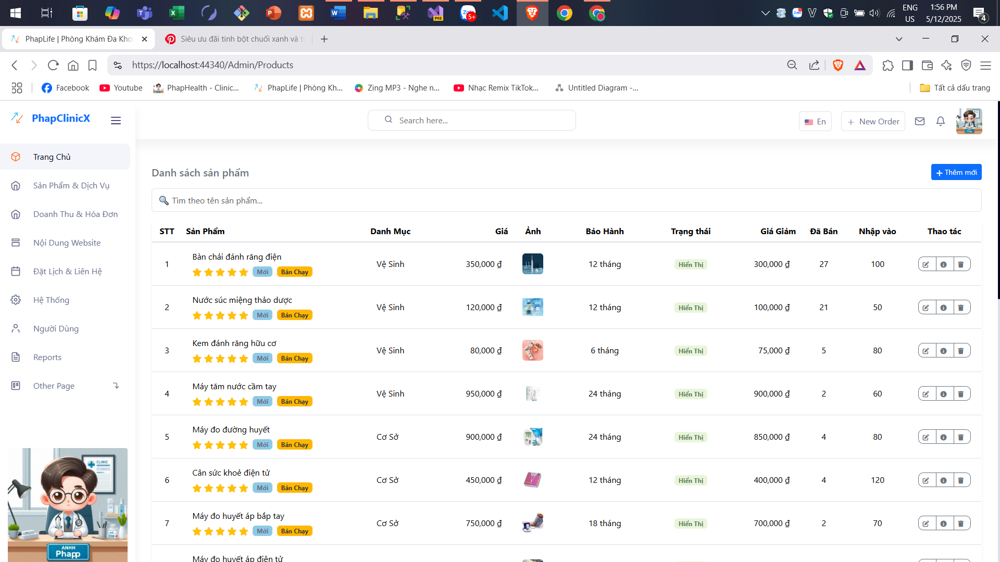 ENG
US
1:56 PM
5/12/2025
5+
4
PhapLife | Phòng Khám Đa Kho
Siêu ưu đãi tinh bột chuối xanh và ti
https://localhost:44340/Admin/Products
Facebook
Youtube
PhapHealth - Clinic...
PhapLife | Phòng Kh...
Zing MP3 - Nghe n...
Nhạc Remix TikTok...
Untitled Diagram -...
Tất cả dấu trang
PhapClinicX
Search here...
En
New Order
Trang Chủ
Sản Phẩm & Dịch Vụ
Doanh Thu & Hóa Đơn
Nội Dung Website
Đặt Lịch & Liên Hệ
Hệ Thống
Người Dùng
Reports
Other Page
CLINIC
ANHH
Phapp
Danh sách sản phẩm
+ Thêm mới
Tìm theo tên sản phẩm...
STT Sản Phẩm Danh Mục Giá Ảnh Bảo Hành Trạng thái Giá Giảm Đã Bán Nhập vào Thao tác
1 Bàn chải đánh răng điện Vệ Sinh 350,000 ₫ 12 tháng Hiển Thị 300,000 ₫ 27 100
Mới Bán Chạy
2 Nước súc miệng thảo dược Vệ Sinh 120,000 ₫ 12 tháng Hiển Thị 100,000 ₫ 21 50
Mới Bán Chạy
3 Kem đánh răng hữu cơ Vệ Sinh 80,000 ₫ 6 tháng Hiển Thị 75,000 ₫ 5 80
Mới Bán Chạy
4 Máy tăm nước cầm tay Vệ Sinh 950,000 ₫ 24 tháng Hiển Thị 900,000 ₫ 2 60
Mới Bán Chạy
5 Máy đo đường huyết Cơ Sở 900,000 ₫ 24 tháng Hiển Thị 850,000 ₫ 4 80
Mới Bán Chạy
6 Cân sức khoẻ điện tử Cơ Sở 450,000 ₫ 12 tháng Hiển Thị 400,000 ₫ 4 120
Mới Bán Chạy
7 Máy đo huyết áp bắp tay Cơ Sở 750,000 ₫ 18 tháng Hiển Thị 700,000 ₫ 2 70
Mới Bán Chạy
Máy đo huyết áp điện tử